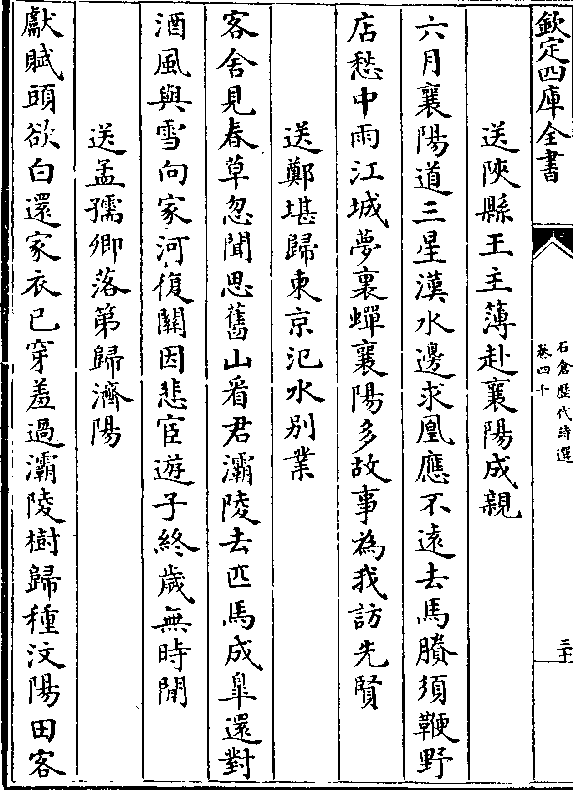 欽定四庫全書
石倉歷代詩選
卷四十
三十
送陝縣王主簿赴襄陽成親
六月襄陽道三星漢水邊求凰應不遠去馬賸須鞭野
店愁中雨江城夢裏蟬襄陽多故事為我訪先賢
送鄭堪歸東京汜水別業
客舍見春草忽聞思舊山看君灞陵去匹馬成臯還對
酒風與雪向家河復關因悲宦遊子終歲無時閒
送孟孺卿落第歸濟陽
獻賦頭欲白還家衣已穿羞過灞陵樹歸種汶陽田客